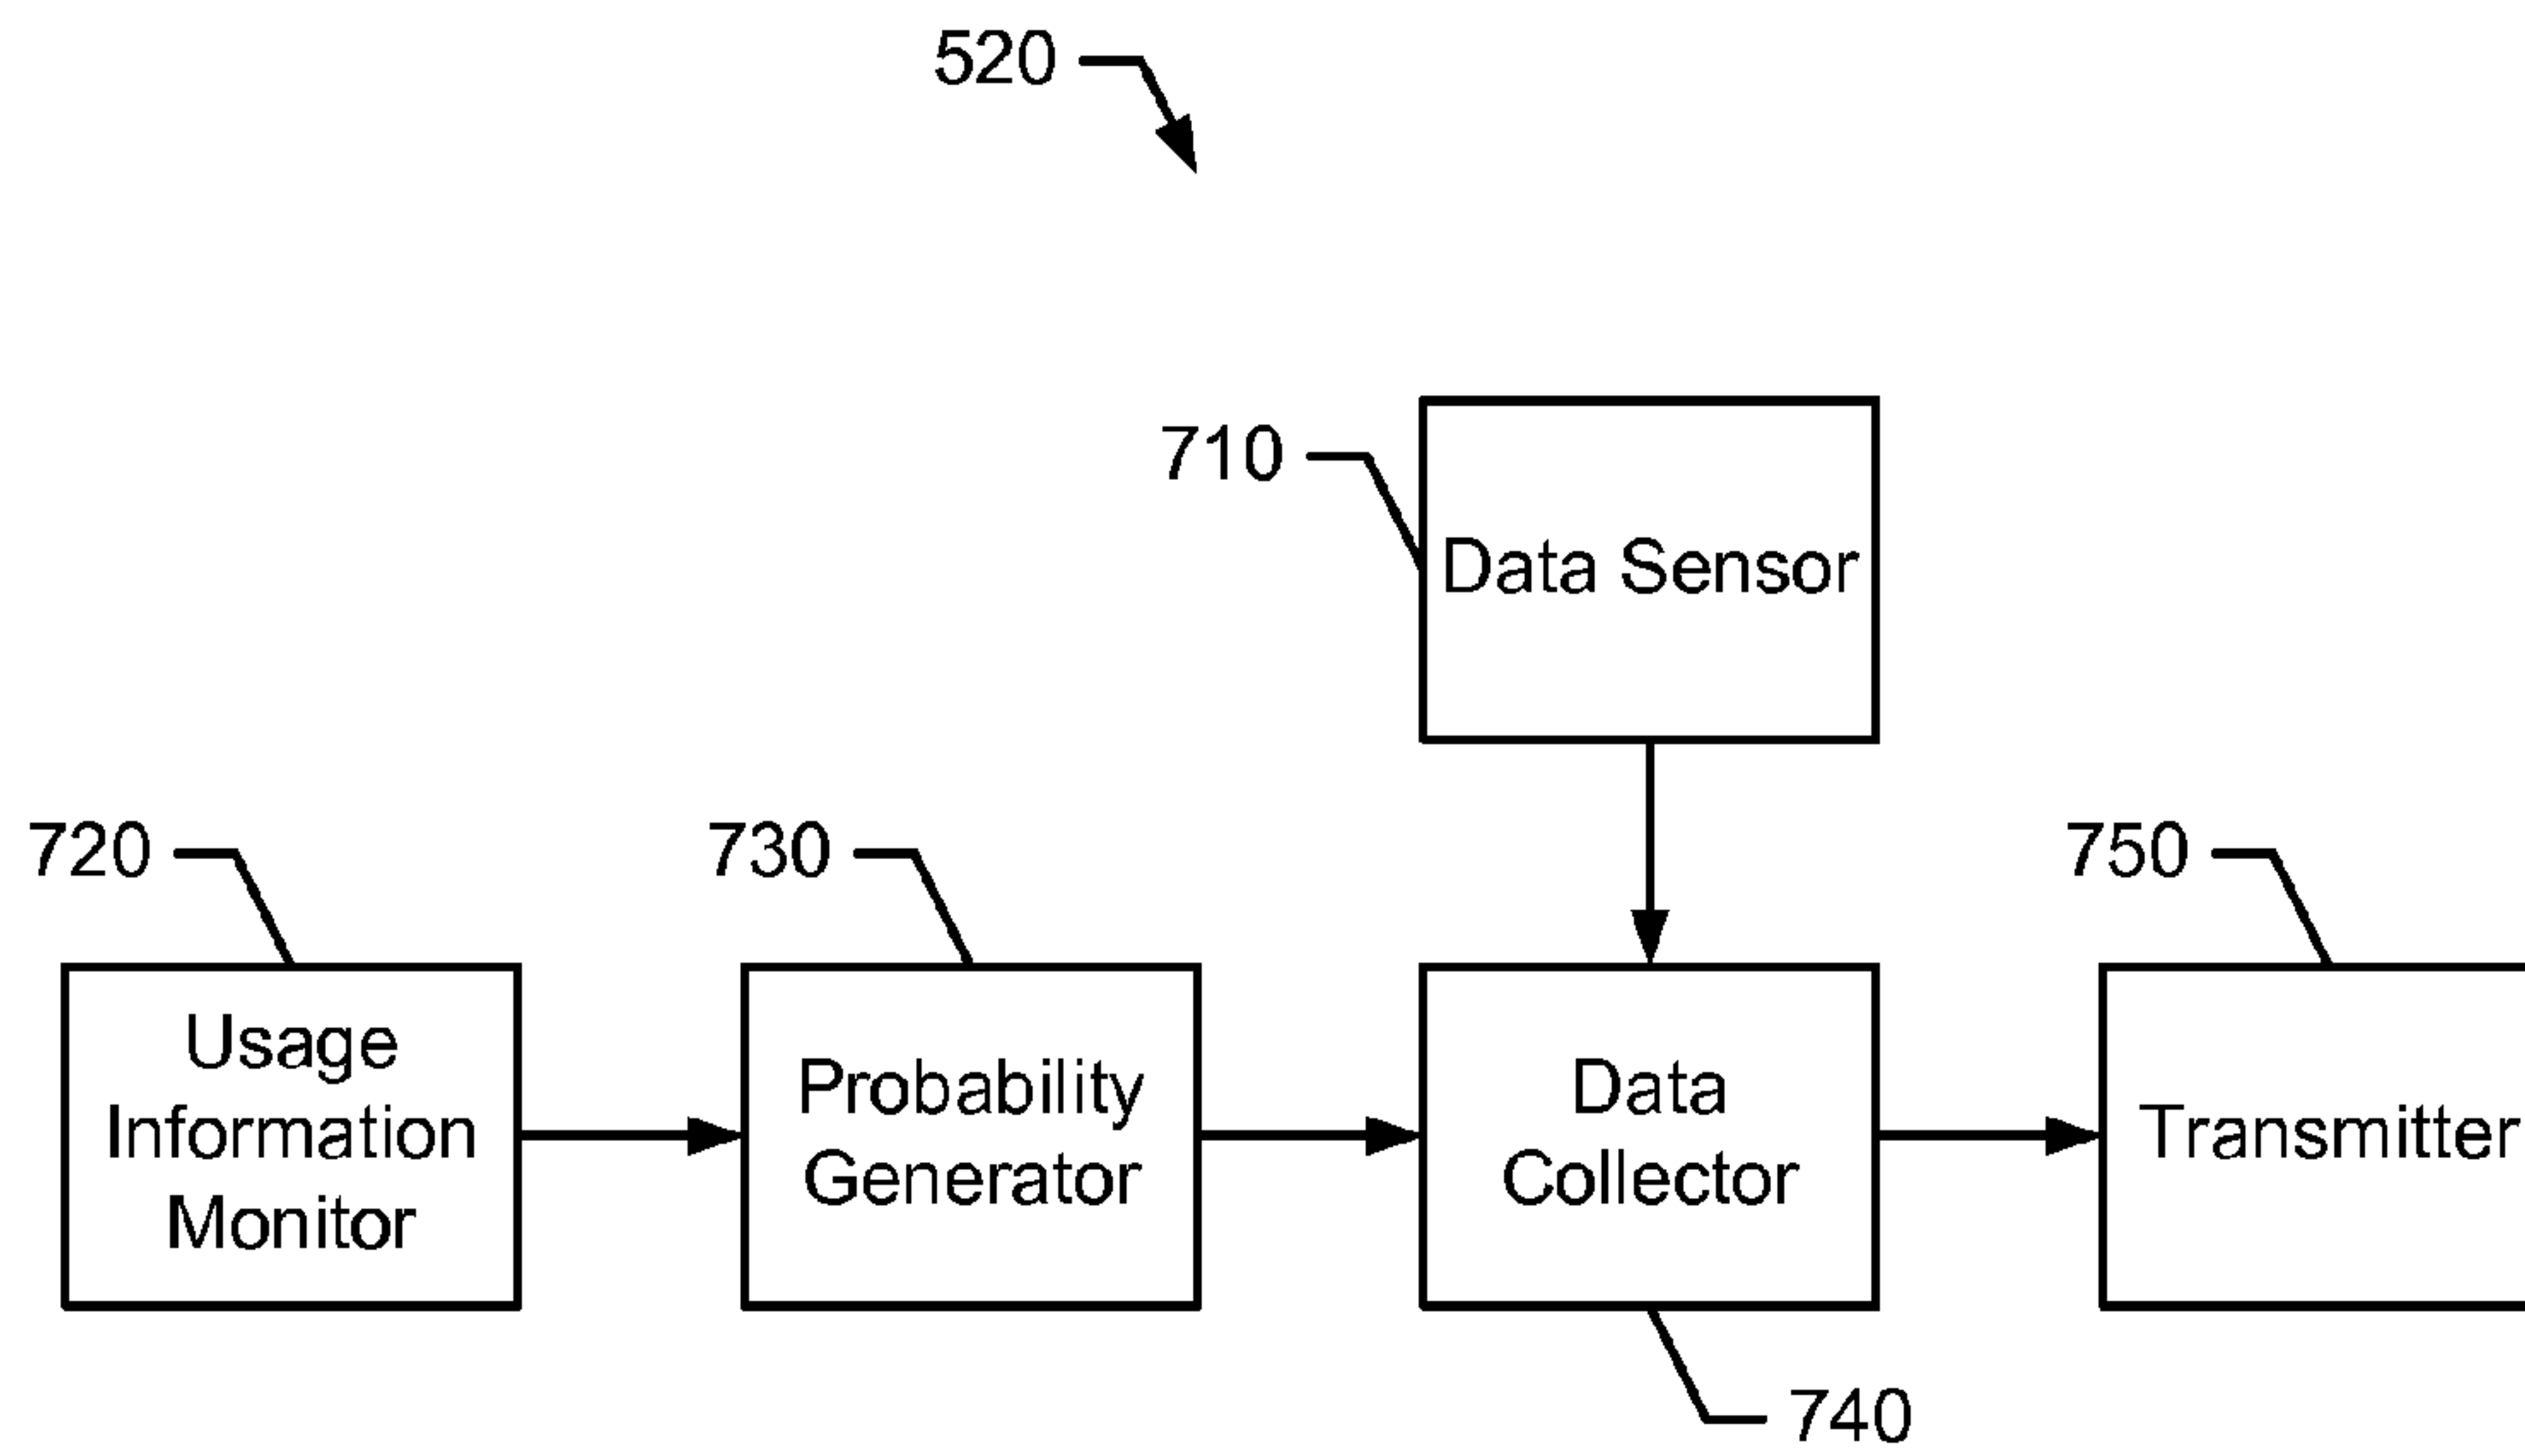 520
710
Data Sensor
720
730
750
Usage
Information
Monitor
Probability
Generator
Data
Collector
Transmitter
740